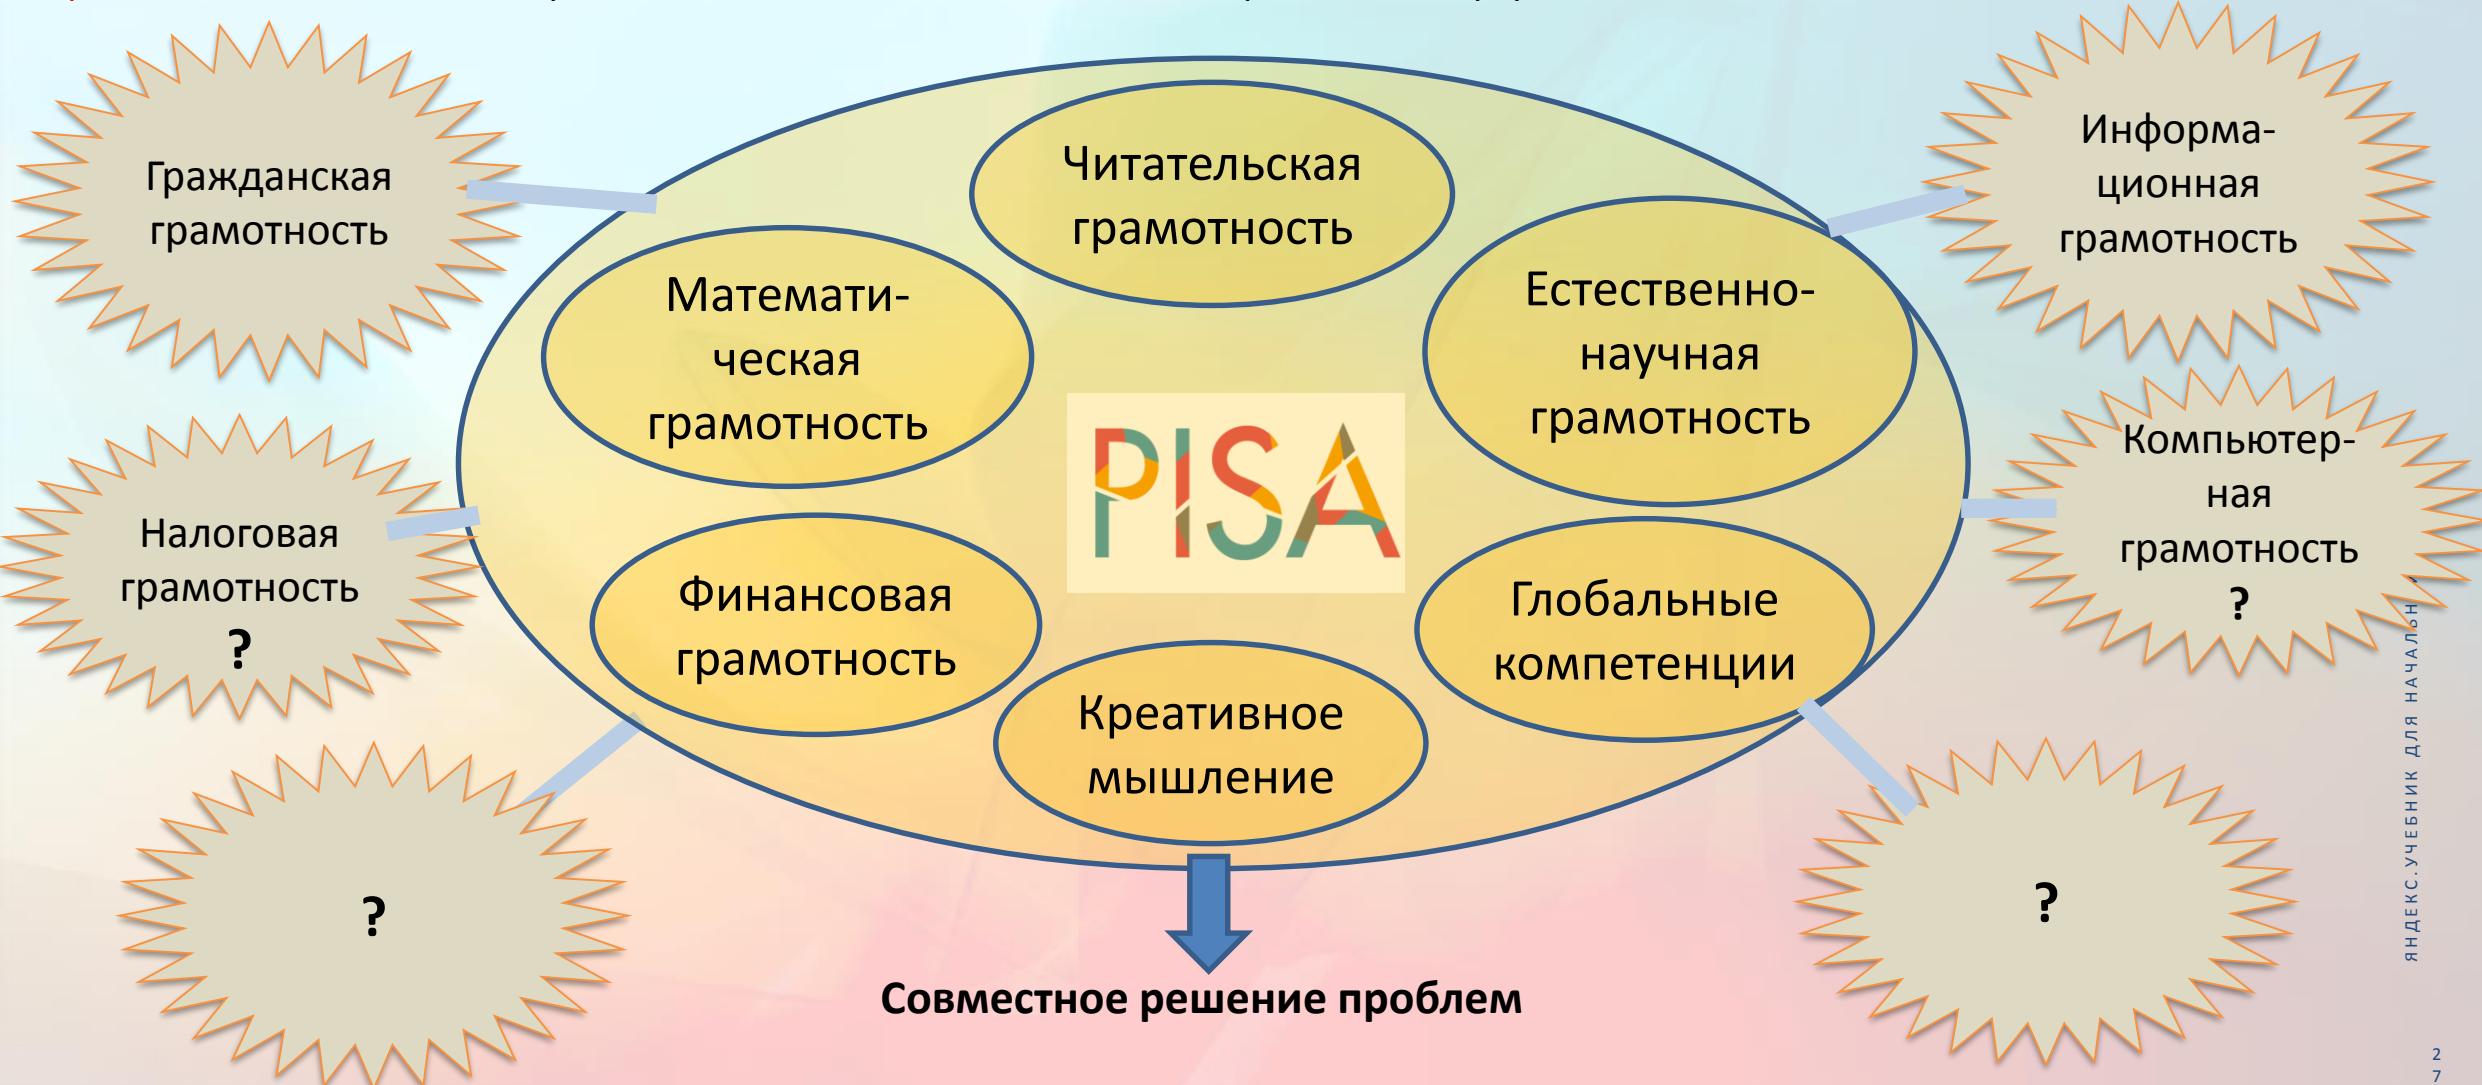 Гражданская
грамотность
Читательская
грамотность
Информа-
ционная
грамотность
Математи-
ческая
грамотность
Естественно-
научная
грамотность
PISA
Компьютер-
ная
грамотность
?
Налоговая
грамотность
?
Финансовая
грамотность
Глобальные
компетенции
Креативное
мышление
?
?
Совместное решение проблем
ЯНДЕКС.УЧЕБНИК ДЛЯ НАЧАЛЬН
2
7